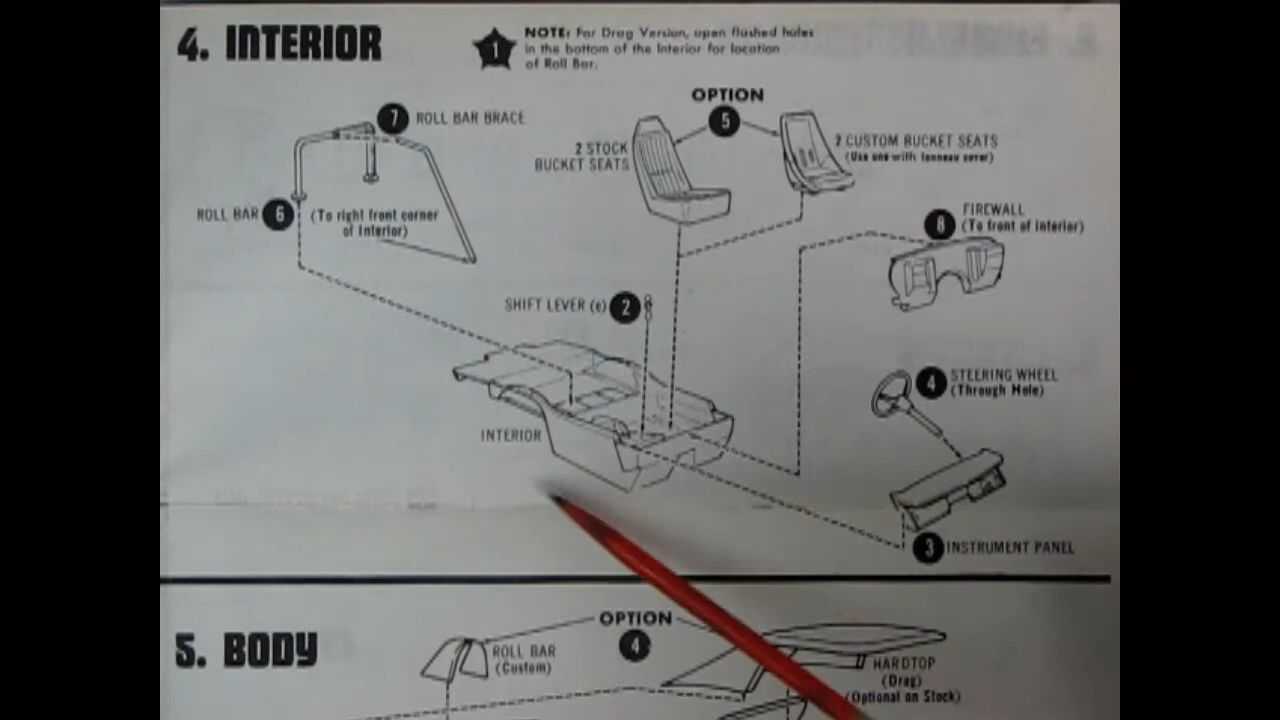 4. INTERIOR
1
NOTE: For Drag Version, open flashed holes
in the bottom of the Interior for location
of Roll Bar.
OPTION
5
7 ROLL BAR BRACE
2 STOCK
BUCKET SEATS
2 CUSTOM BUCKET SEATS
(Use one with tonneau cover)
ROLL BAR 6
(To right front corner
of Interior)
8
FIREWALL
(To front of Interior)
SHIFT LEVER (c) 2
4
STEERING WHEEL
(Through Hole)
INTERIOR
3 INSTRUMENT PANEL
5. BODY
OPTION
4
ROLL BAR
(Custom)
HARDTOP
(Drag)
(Optional on Stock)